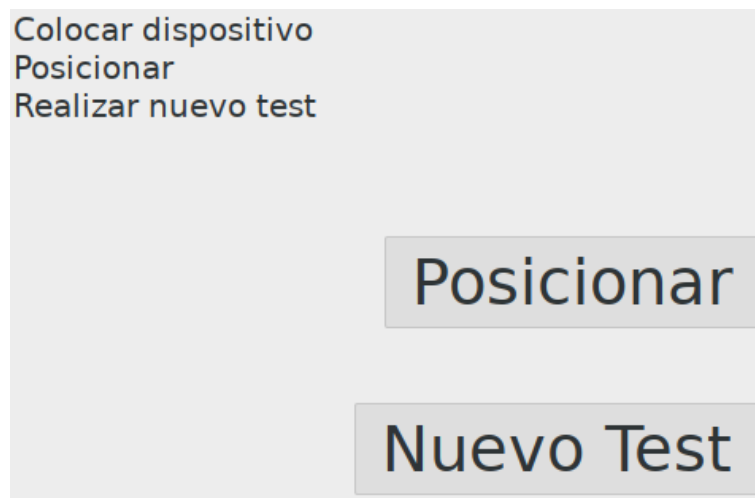 Colocar dispositivo
Posicionar
Realizar nuevo test
Posicionar
Nuevo Test